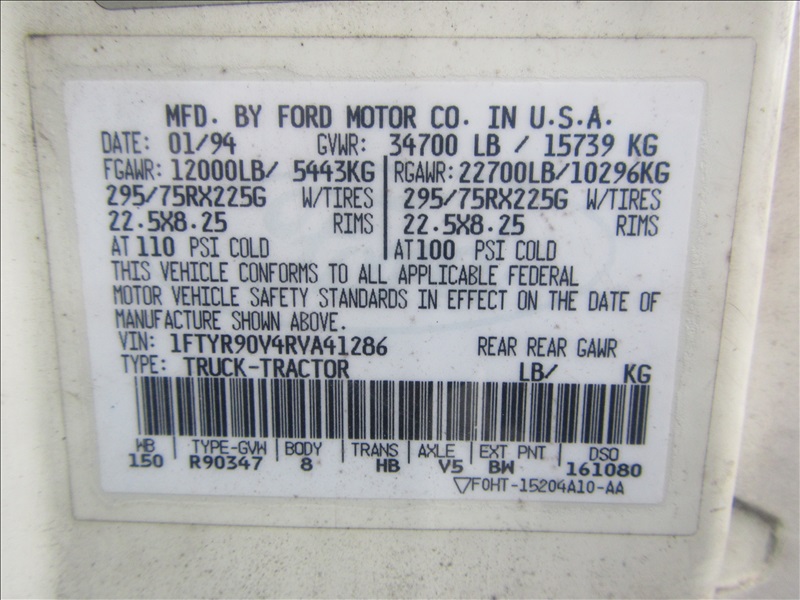 MFD. BY FORD MOTOR CO. IN U.S.A.
DATE: 01/94 GVWR: 34700 LB / 15739 KG
FGAWR: 12000LB/ 5443KG RGAWR: 22700LB/10296KG
295/75RX225G W/TIRES 295/75RX225G W/TIRES
22.5X8.25 RIMS 22.5X8.25 RIMS
AT 110 PSI COLD AT 100 PSI COLD
THIS VEHICLE CONFORMS TO ALL APPLICABLE FEDERAL
MOTOR VEHICLE SAFETY STANDARDS IN EFFECT ON THE DATE OF
MANUFACTURE SHOWN ABOVE.
VIN: 1FTYR90V4RVA41286 REAR REAR GAWR
TYPE: TRUCK-TRACTOR LB/ KG
WB TYPE-GVW BODY TRANS AXLE EXT PNT DSO
150 R90347 8 HB V5 BW 161080
F0HT-15204A10-AA